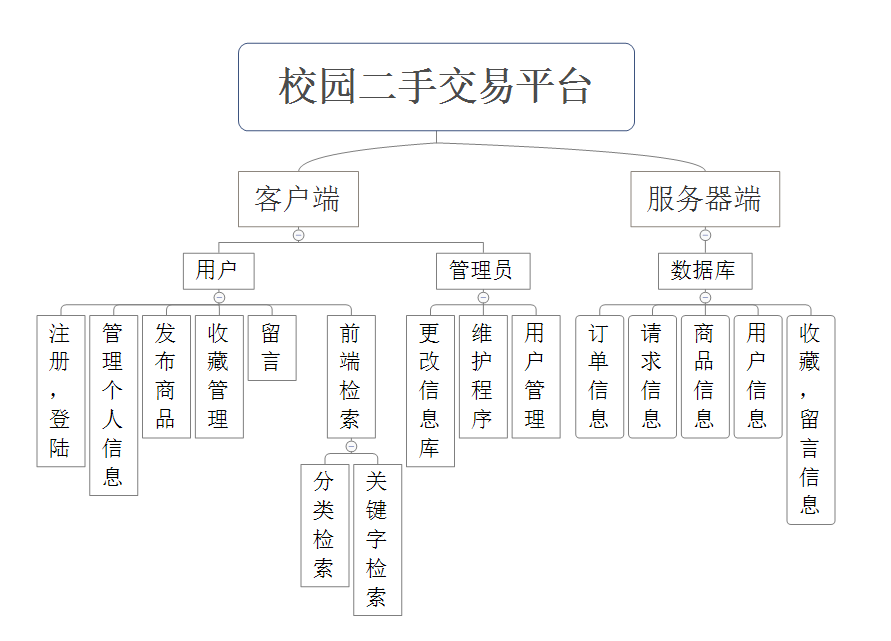 校园二手交易平台
客户端
服务器端
用户
管理员
数据库
注册，登陆
管理个人信息
发布商品
收藏管理
留言
前端检索
更改信息库
维护程序
用户管理
订单信息
请求信息
商品信息
用户信息
收藏，留言信息
分类检索
关键字检索